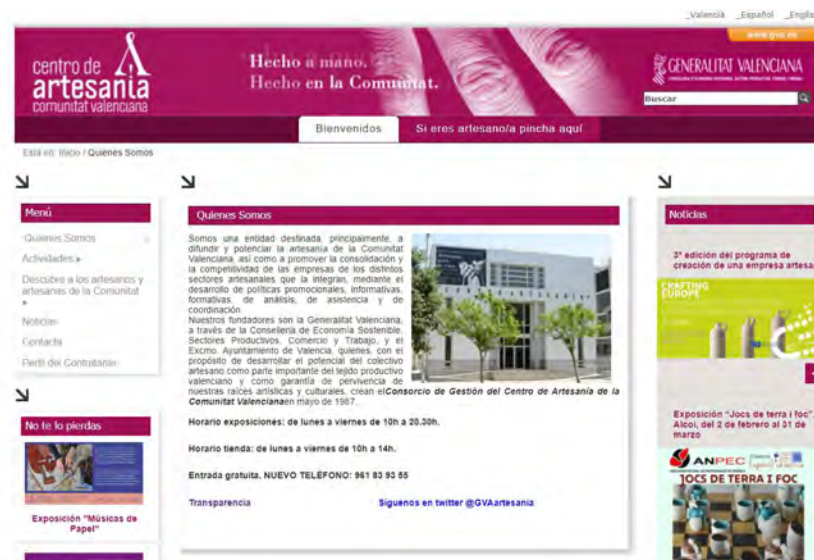 _Valencià _Español _Englis
www.gva.es
centro de
artesanía
comunitat valenciana
Hecho a mano.
Hecho en la Comunitat.
GENERALITAT VALENCIANA
Buscar
Bienvenidos
Si eres artesano/a pincha aquí
Está en: Inicio / Quienes Somos
Menú
Quienes Somos
Actividades
Descubre a los artesanos y
artesanas de la Comunitat
Noticias
Contacta
Perfil del Contratante
No te lo pierdas
Exposición "Músicas de
Papel"
Quienes Somos
Somos una entidad destinada, principalmente, a
difundir y potenciar la artesanía de la Comunitat
Valenciana, así como a promover la consolidación y
la competitividad de las empresas de los distintos
sectores artesanales que la integran, mediante el
desarrollo de políticas promocionales, informativas,
formativas, de análisis, de asistencia y de
coordinación.
Nuestros fundadores son la Generalitat Valenciana,
a través de la Conselleria de Economía Sostenible,
Sectores Productivos, Comercio y Trabajo, y el
Excmo. Ayuntamiento de Valencia, quienes, con el
propósito de desarrollar el potencial del colectivo
artesano como parte importante del tejido productivo
valenciano y como garantía de pervivencia de
nuestras raíces artísticas y culturales, crean elConsorcio de Gestión del Centro de Artesanía de la
Comunitat Valencianaen mayo de 1987.
Horario exposiciones: de lunes a viernes de 10h a 20.30h.
Horario tienda: de lunes a viernes de 10h a 14h.
Entrada gratuita. NUEVO TELÉFONO: 961 83 93 55
Transparencia
Síguenos en twitter @GVAartesania
Noticias
3ª edición del programa de
creación de una empresa artesa
CRAFTING
EUROPE
Exposición "Jocs de terra i foc".
Alcoi, del 2 de febrero al 31 de
marzo
ANPEC
JOCS DE TERRA I FOC